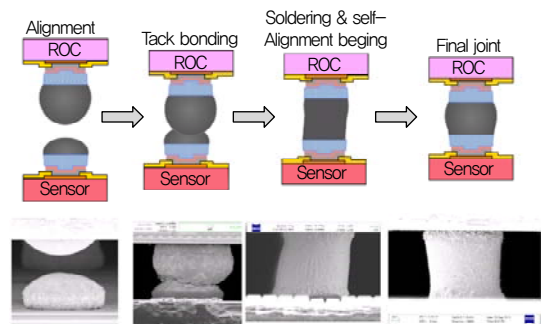 Alignment
Tack bonding
Soldering & self-
Alignment beging
Final joint
ROC
ROC
ROC
ROC
Sensor
Sensor
Sensor
Sensor